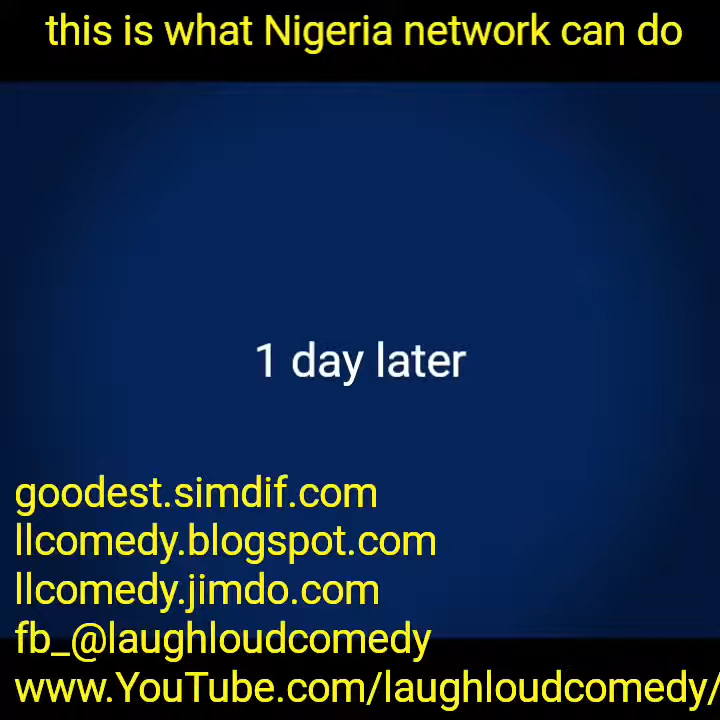 this is what Nigeria network can do
1 day later
goodest.simdif.com
llcomedy.blogspot.com
llcomedy.jimdo.com
fb_@laughloudcomedy
www.YouTube.com/laughloudcomedy/